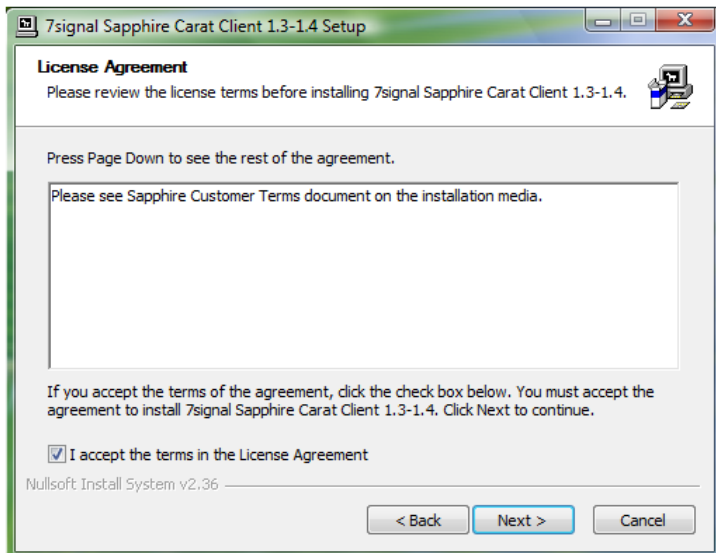 7signal Sapphire Carat Client 1.3-1.4 Setup
License Agreement
Please review the license terms before installing 7signal Sapphire Carat Client 1.3-1.4.
Press Page Down to see the rest of the agreement.
Please see Sapphire Customer Terms document on the installation media.
If you accept the terms of the agreement, click the check box below. You must accept the
agreement to install 7signal Sapphire Carat Client 1.3-1.4. Click Next to continue.
I accept the terms in the License Agreement
Nullsoft Install System v2.36
< Back Next > Cancel